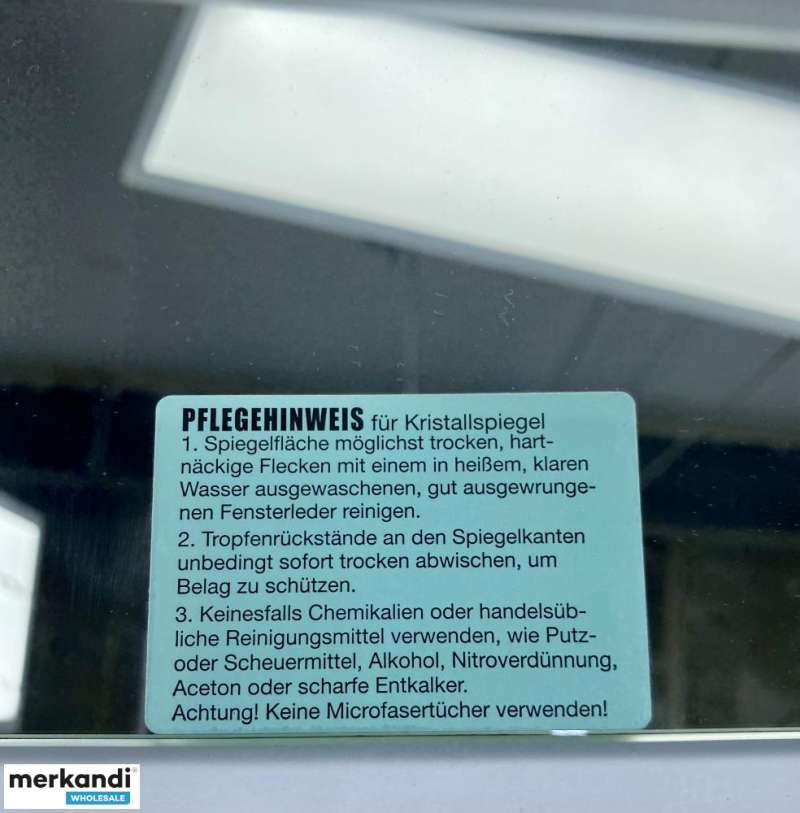 PFLEGEHINWEIS für Kristallspiegel
1. Spiegelfläche möglichst trocken, hart-
näckige Flecken mit einem in heißem, klaren
Wasser ausgewaschenen, gut ausgewrunge-
nen Fensterleder reinigen.
2. Tropfenrückstände an den Spiegelkanten
unbedingt sofort trocken abwischen, um
Belag zu schützen.
3. Keinesfalls Chemikalien oder handelsüb-
liche Reinigungsmittel verwenden, wie Putz-
oder Scheuermittel, Alkohol, Nitroverdünnung,
Aceton oder scharfe Entkalker.
Achtung! Keine Microfasertücher verwenden!
merkandi®
WHOLESALE